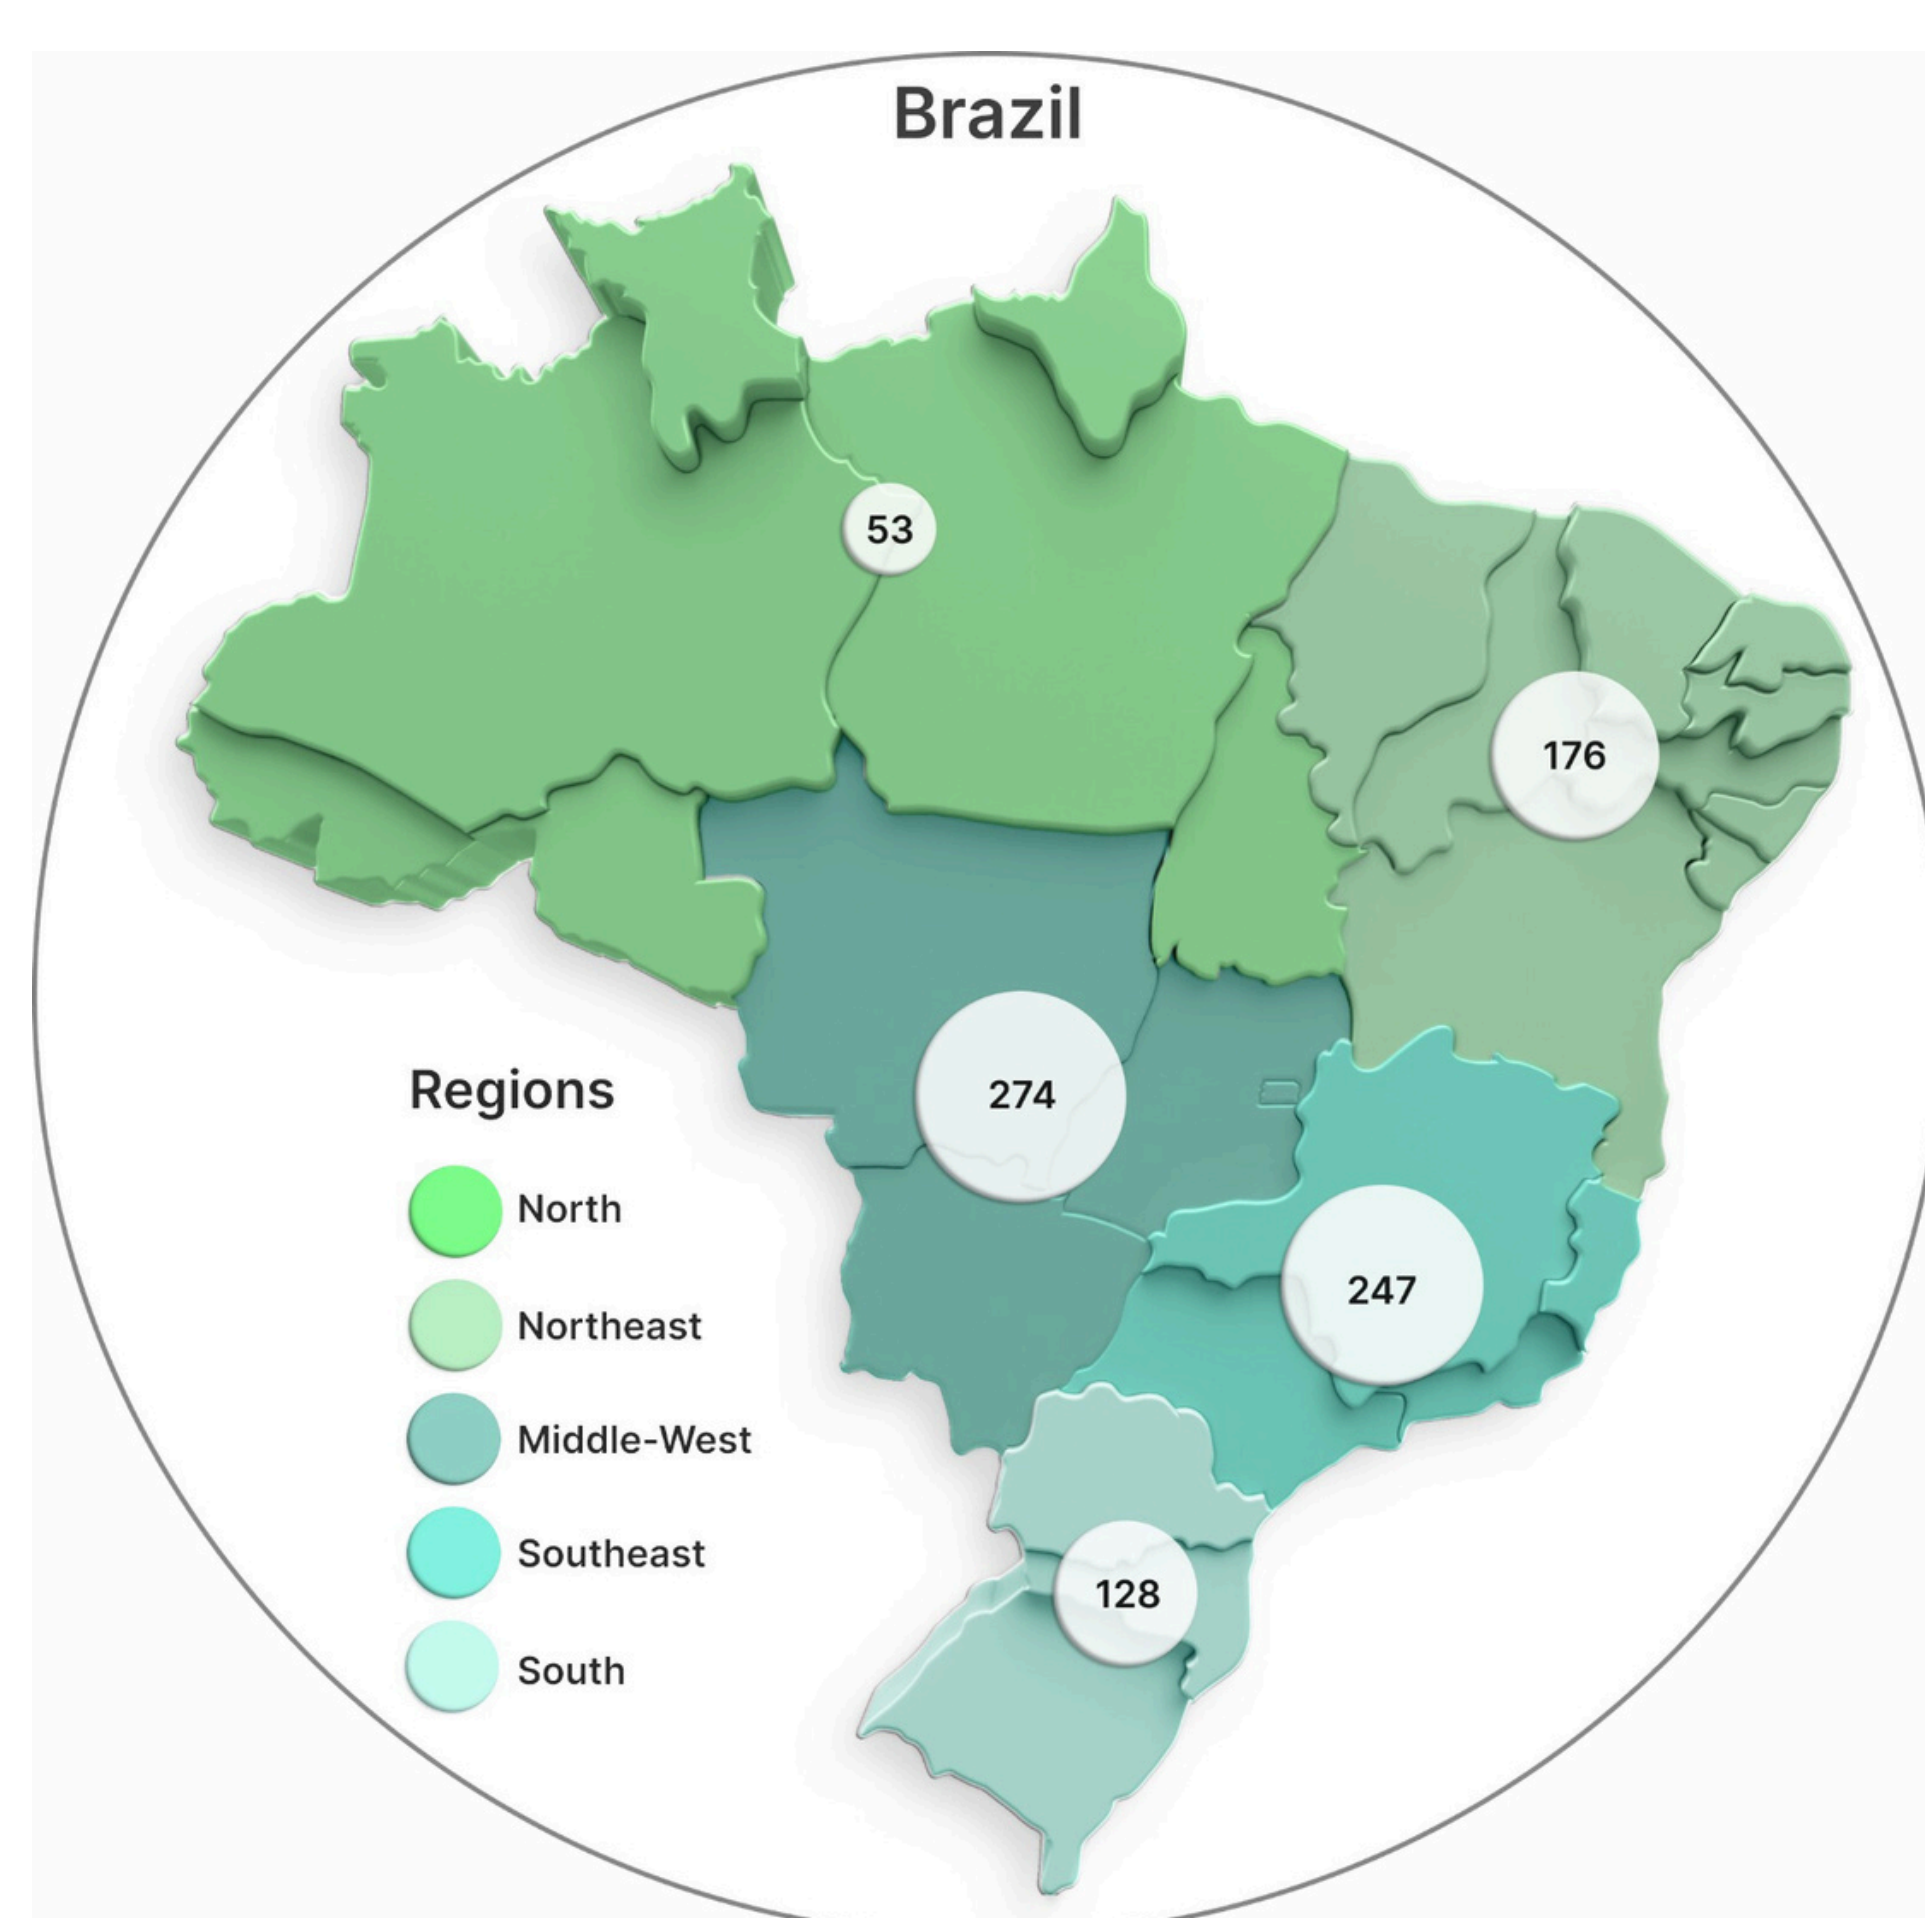 Brazil
53
176
274
247
128
Regions
North
Northeast
Middle-West
Southeast
South